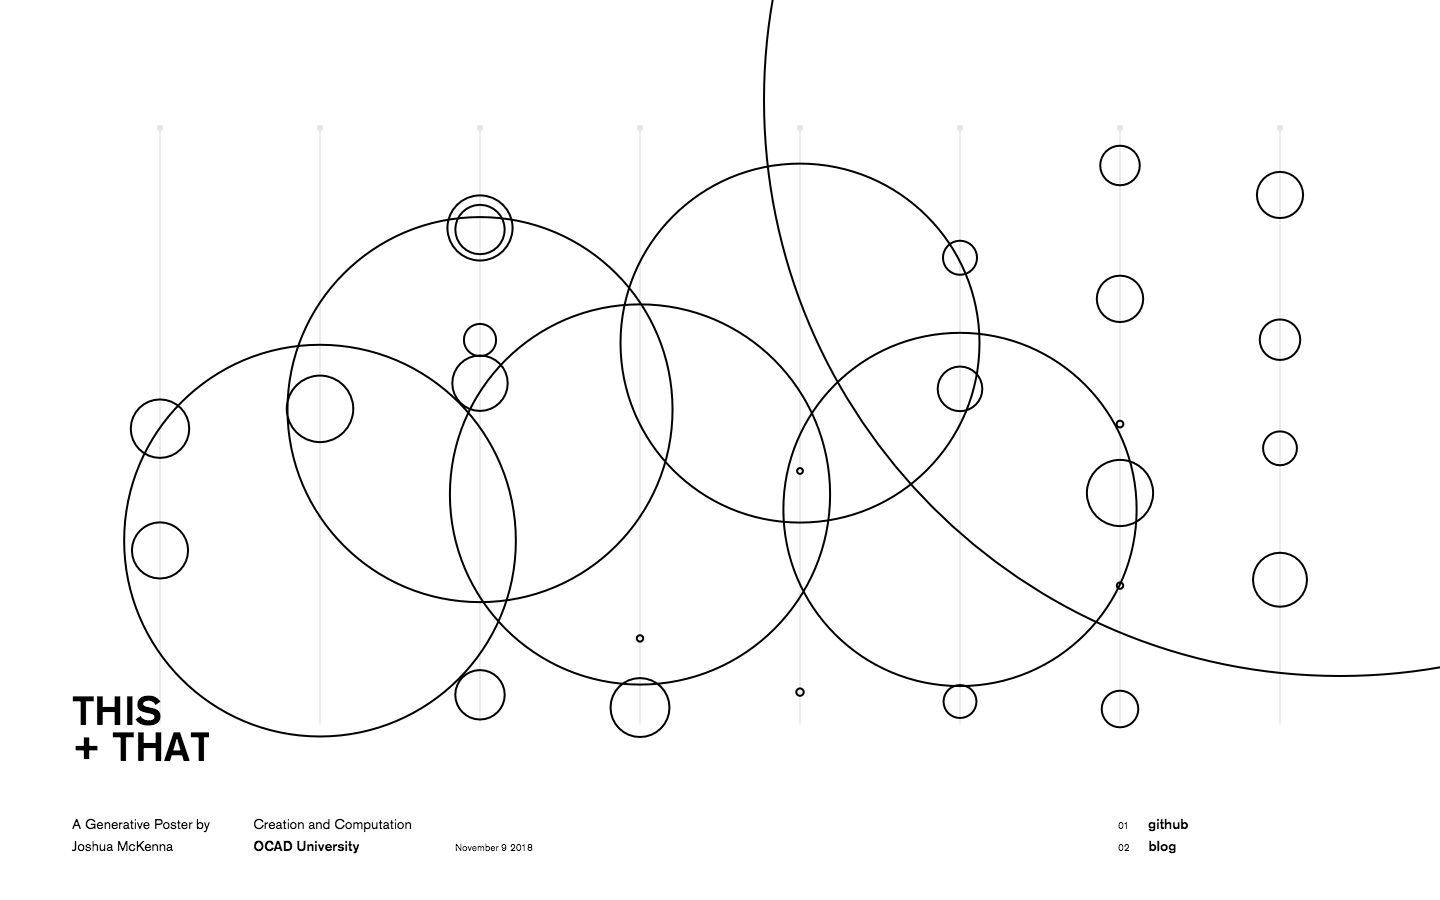 THIS
+ THAT
A Generative Poster by
Joshua McKenna
Creation and Computation
OCAD University
November 9 2018
01 github
02 blog